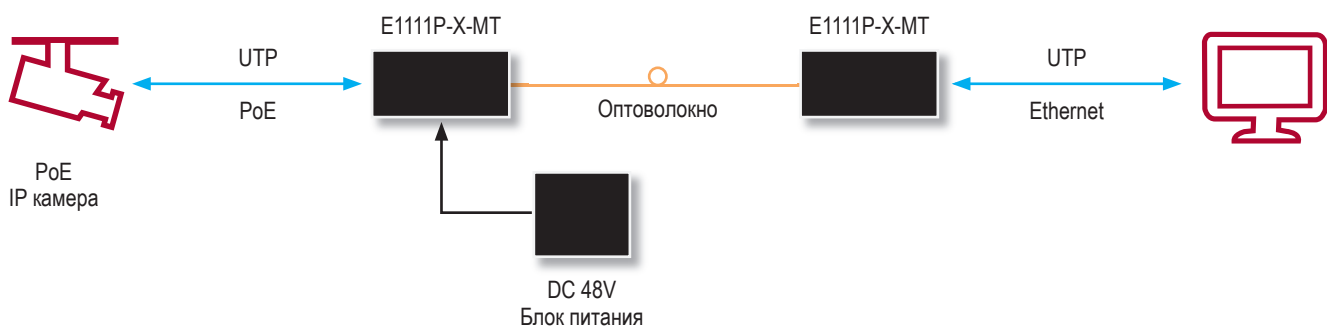 E1111P-X-MT
E1111P-X-MT
UTP
PoE
Оптоволокно
UTP
Ethernet
PoE
IP камера
DC 48V
Блок питания